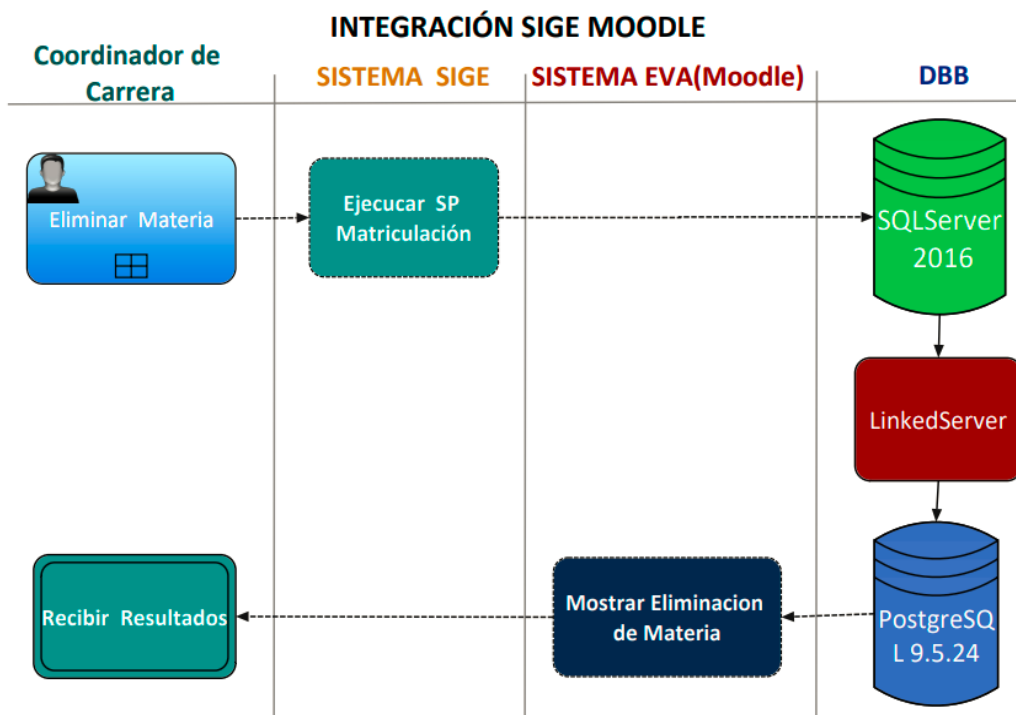 INTEGRACIÓN SIGE MOODLE
Coordinador de
Carrera
SISTEMA SIGE
SISTEMA EVA(Moodle)
DBB
Eliminar Materia
Ejecucar SP
Matriculación
SQLServer
2016
LinkedServer
Recibir Resultados
Mostrar Eliminacion
de Materia
PostgreSQ
L 9.5.24